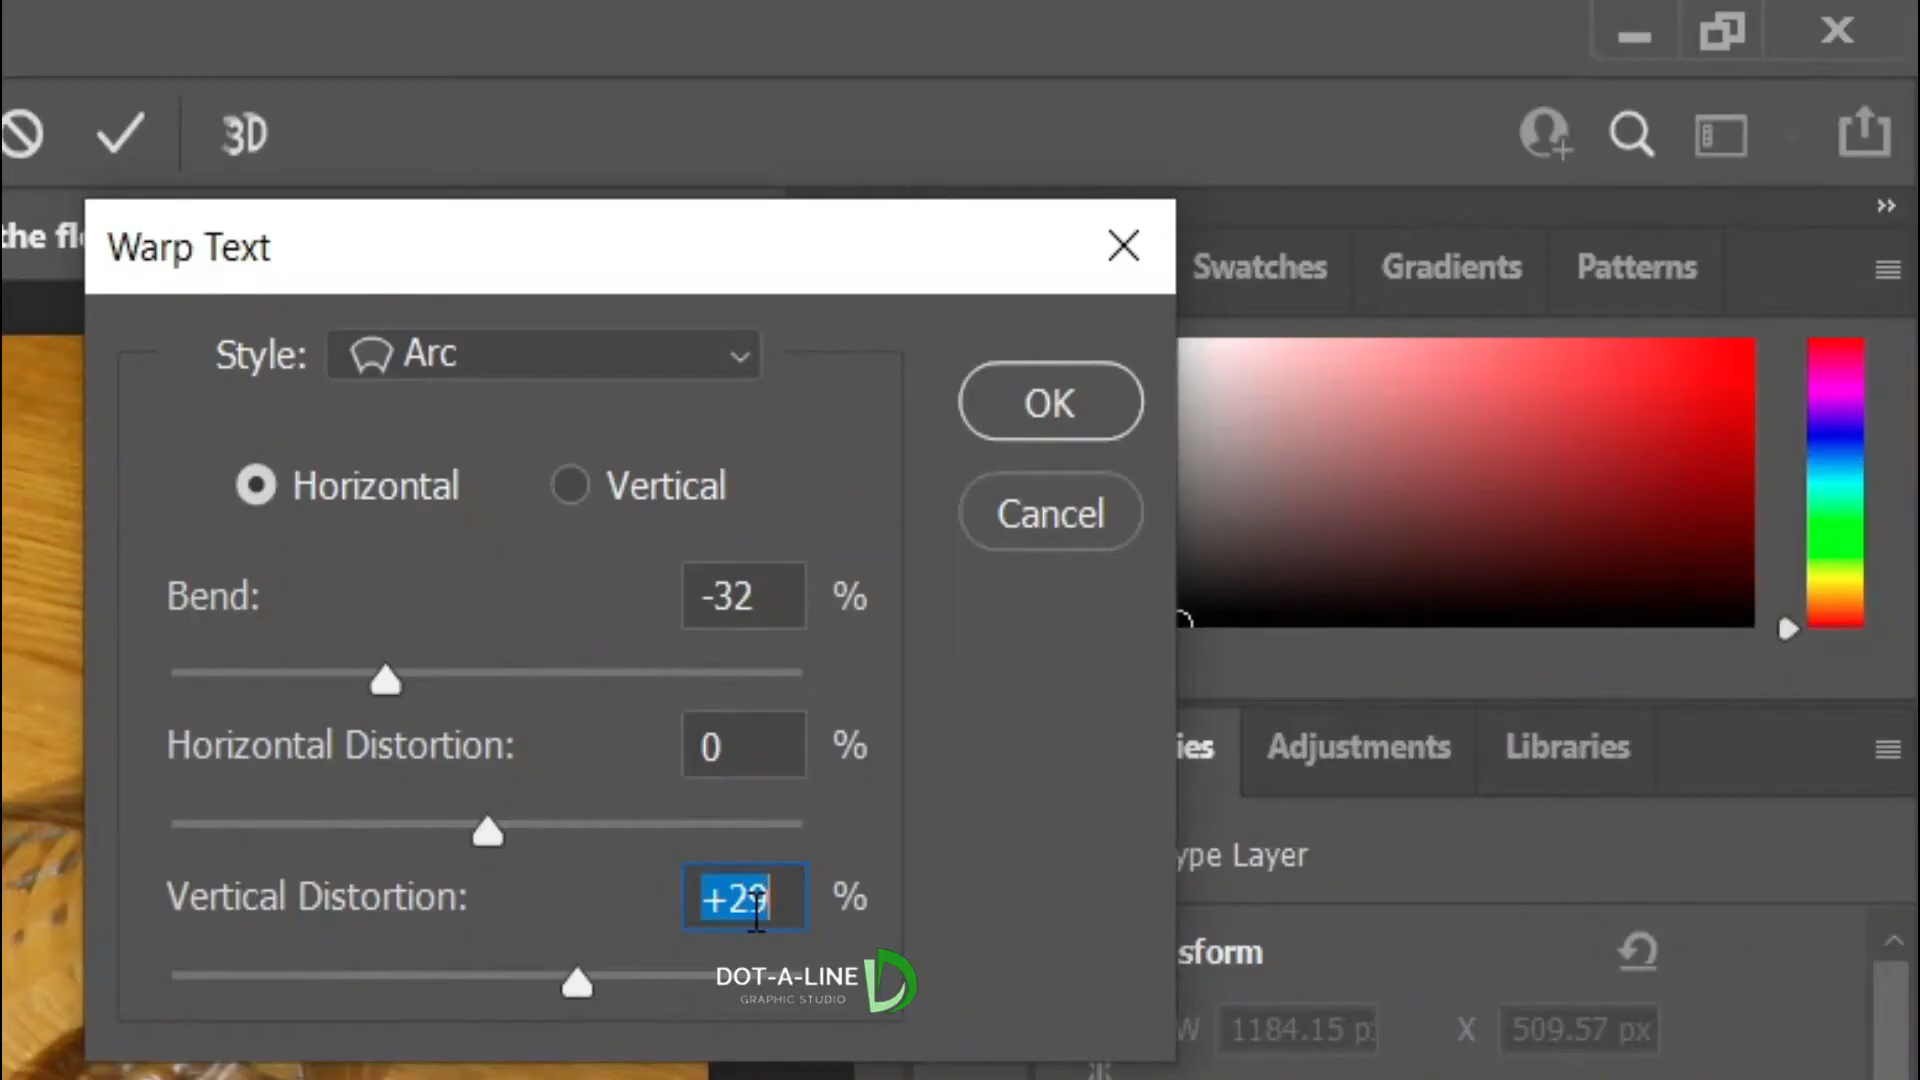 3D
the fl
Warp Text
Swatches
Gradients
Patterns
Style: Arc
OK
Horizontal
Vertical
Cancel
Bend: -32 %
Horizontal Distortion: 0 %
ies
Adjustments
Libraries
ype Layer
Vertical Distortion: +29 %
sform
DOT-A-LINE
GRAPHIC STUDIO
W 1184.15 p X 509.57 px